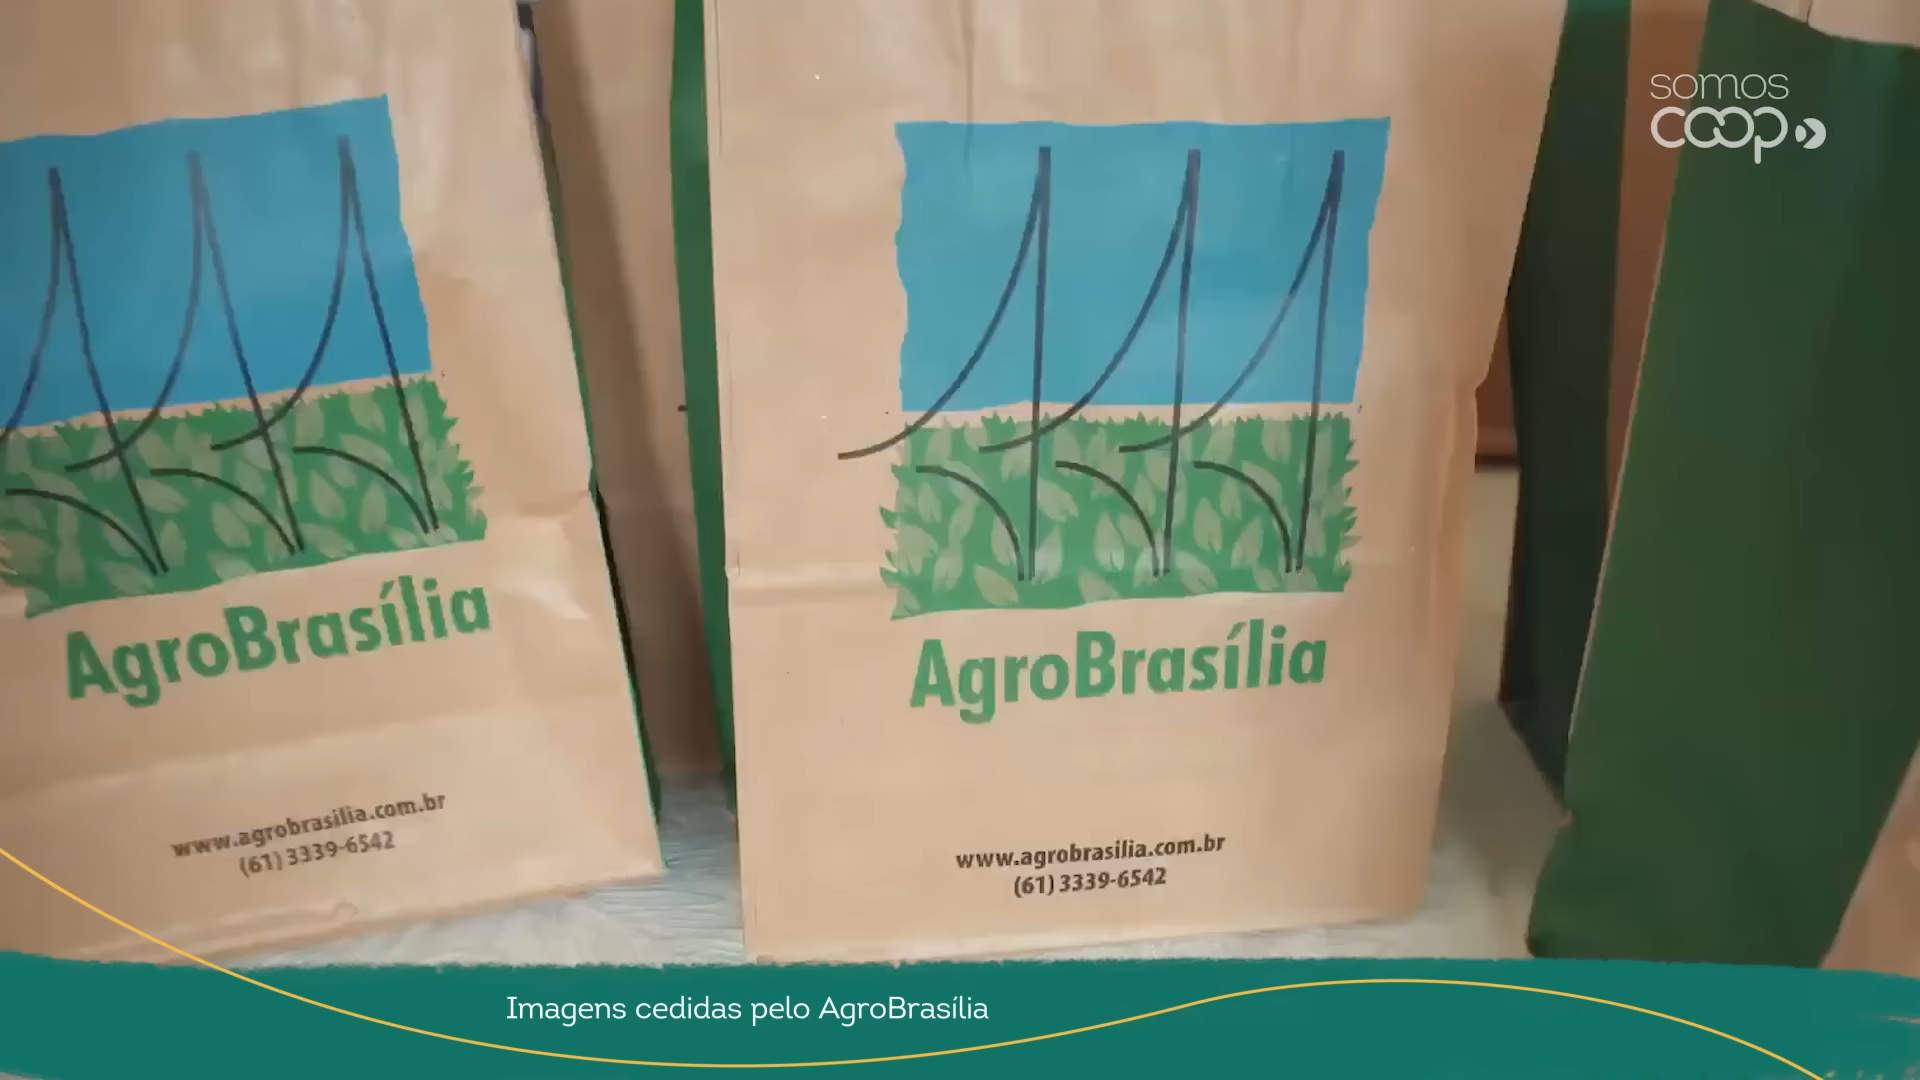 somos
coop
AgroBrasília
www.agrobrasilia.com.br
(61) 3339-6542
AgroBrasília
www.agrobrasilia.com.br
(61) 3339-6542
Imagens cedidas pelo AgroBrasília